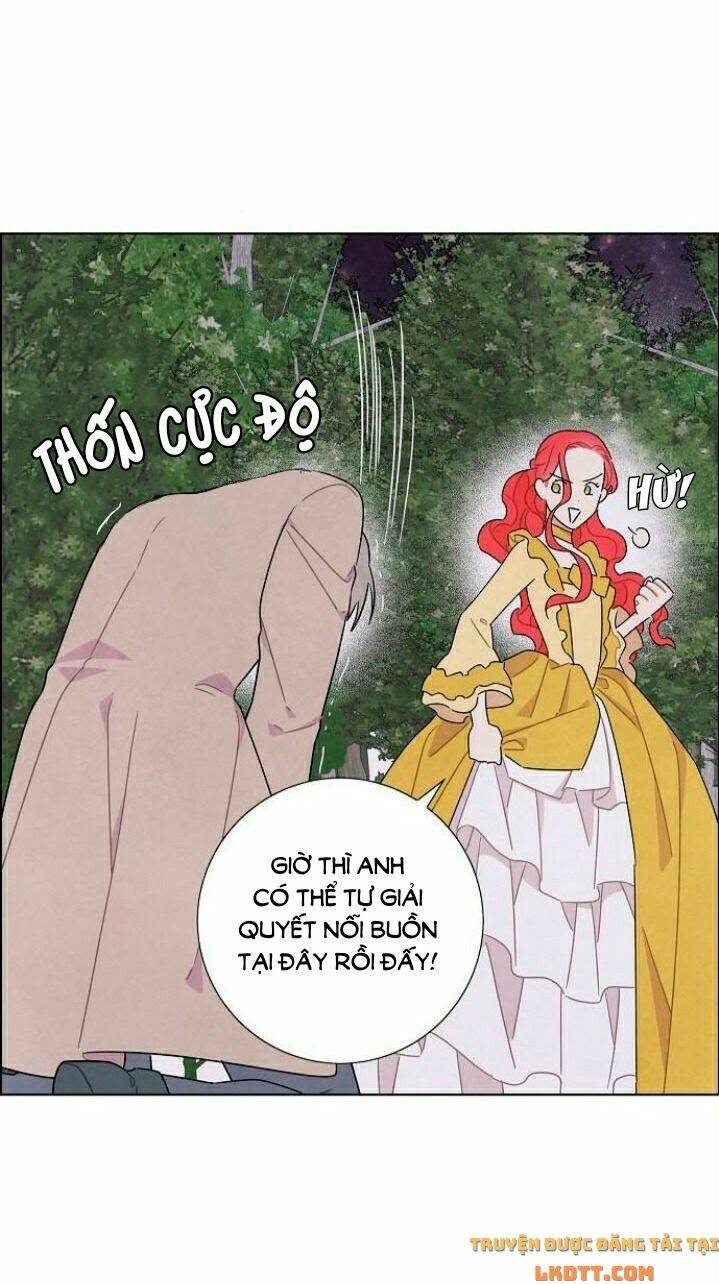 THỐN CỰC ĐỘ
HỪ!
GIỜ THÌ ANH
CÓ THỂ TỰ GIẢI
QUYẾT NỖI BUỒN
TẠI ĐÂY RỒI ĐẤY!
TRUYỆN ĐƯỢC ĐĂNG TẢI TẠI
LKDTT.COM